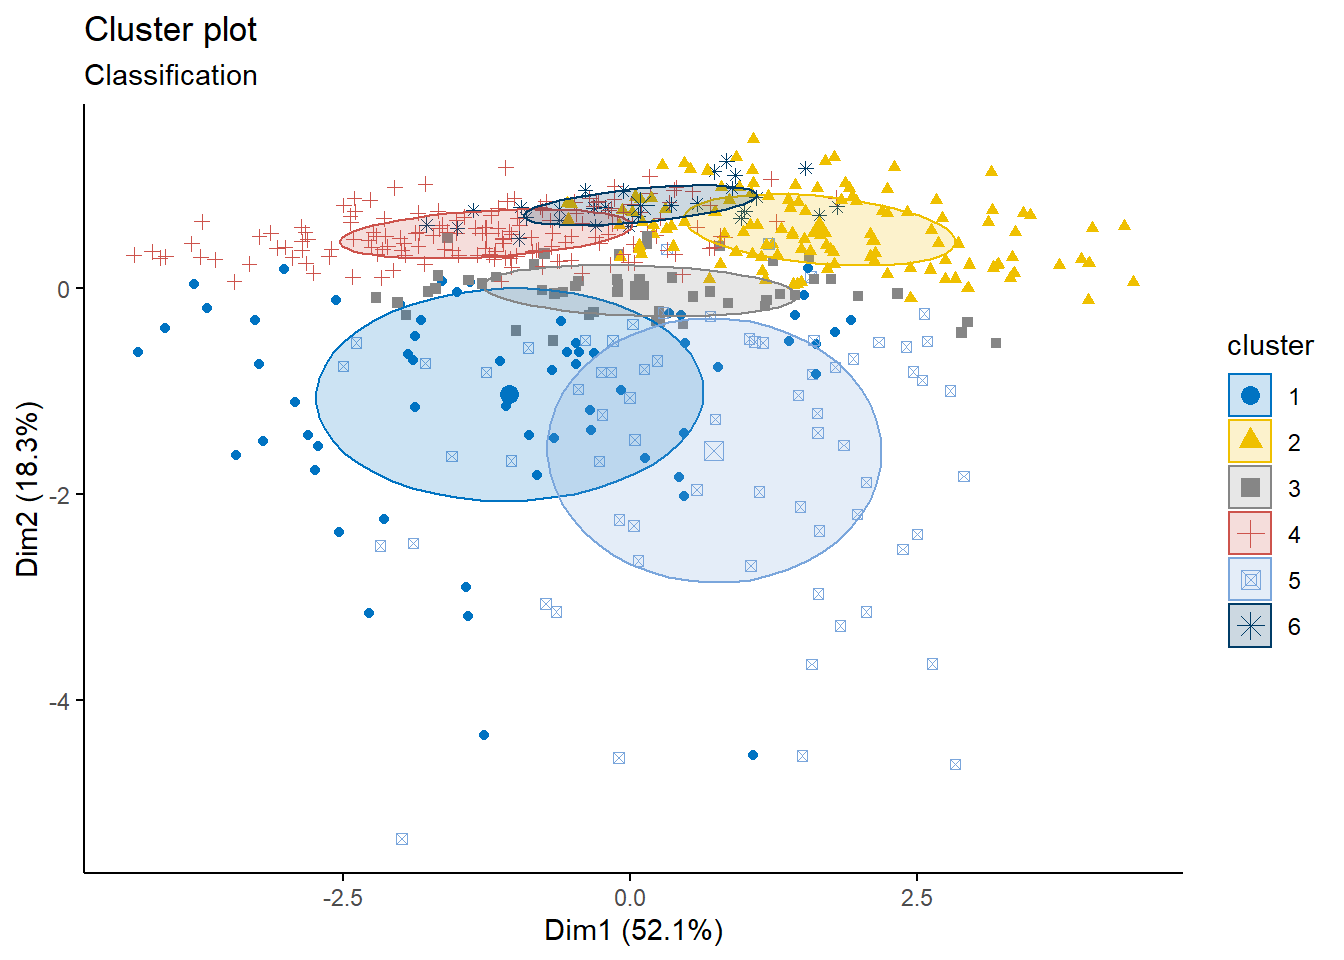 Cluster plot
Classification
0
-2
-4
Dim2 (18.3%)
-2.5
0.0
2.5
Dim1 (52.1%)
cluster
1
2
3
4
5
6